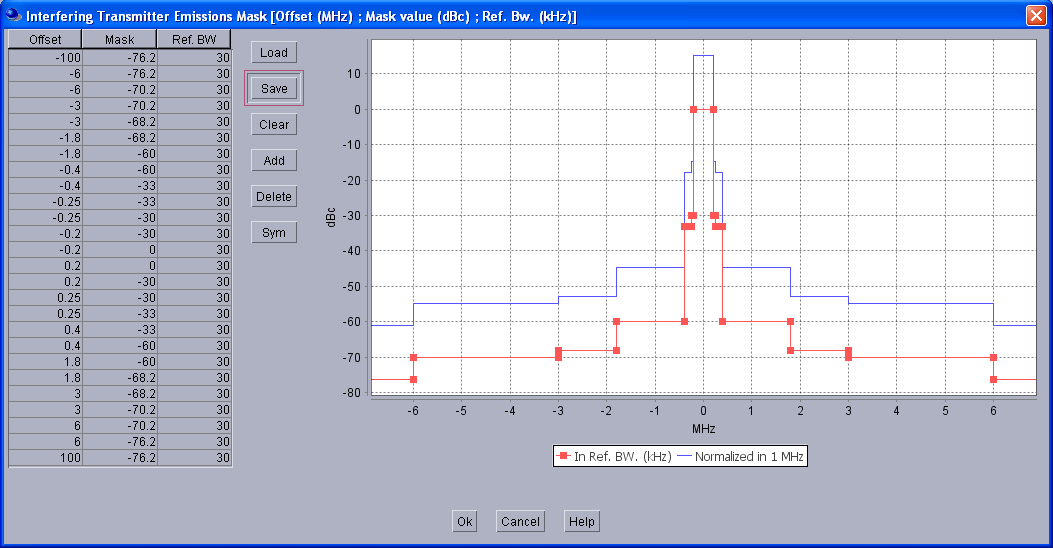 Interfering Transmitter Emissions Mask [Offset (MHz) ; Mask value (dBc) ; Ref. Bw. (kHz)]
Offset Mask Ref. BW
-100 -76.2 30
-6 -76.2 30
-6 -70.2 30
-3 -70.2 30
-3 -68.2 30
-1.8 -68.2 30
-1.8 -60 30
-0.4 -60 30
-0.4 -33 30
-0.25 -33 30
-0.25 -30 30
-0.2 -30 30
-0.2 0 30
0.2 0 30
0.2 -30 30
0.25 -30 30
0.25 -33 30
0.4 -33 30
0.4 -60 30
1.8 -60 30
1.8 -68.2 30
3 -68.2 30
3 -70.2 30
6 -70.2 30
6 -76.2 30
100 -76.2 30
Load
Save
Clear
Add
Delete
Sym
dBc
10
0
-10
-20
-30
-40
-50
-60
-70
-80
-6 -5 -4 -3 -2 -1 0 1 2 3 4 5 6
MHz
In Ref. BW. (kHz) Normalized in 1 MHz
Ok Cancel Help